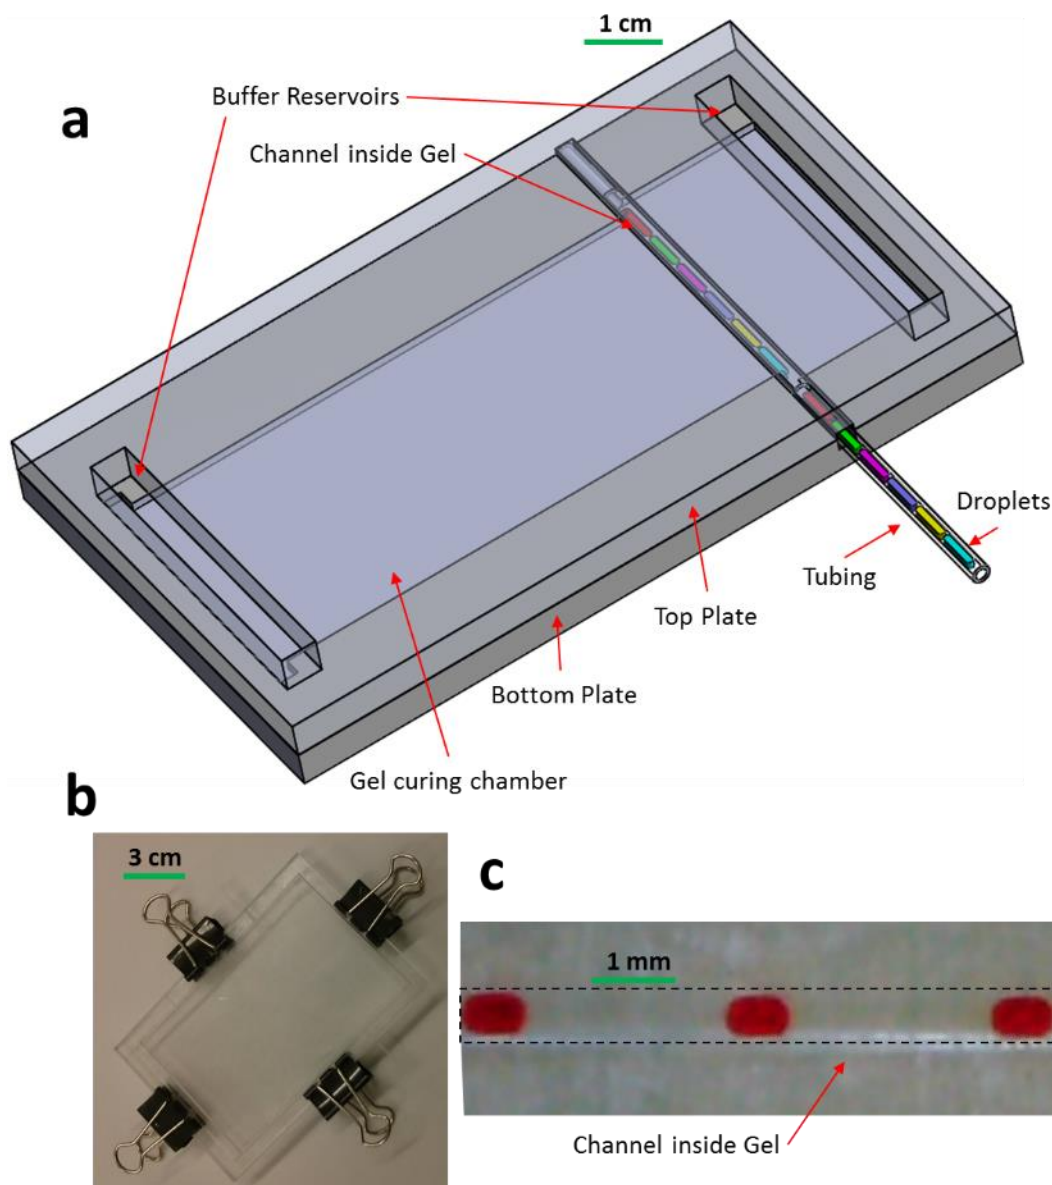 1 cm
a
Buffer Reservoirs
Channel inside Gel
Droplets
Tubing
Top Plate
Bottom Plate
Gel curing chamber
b
3 cm
c
1 mm
Channel inside Gel